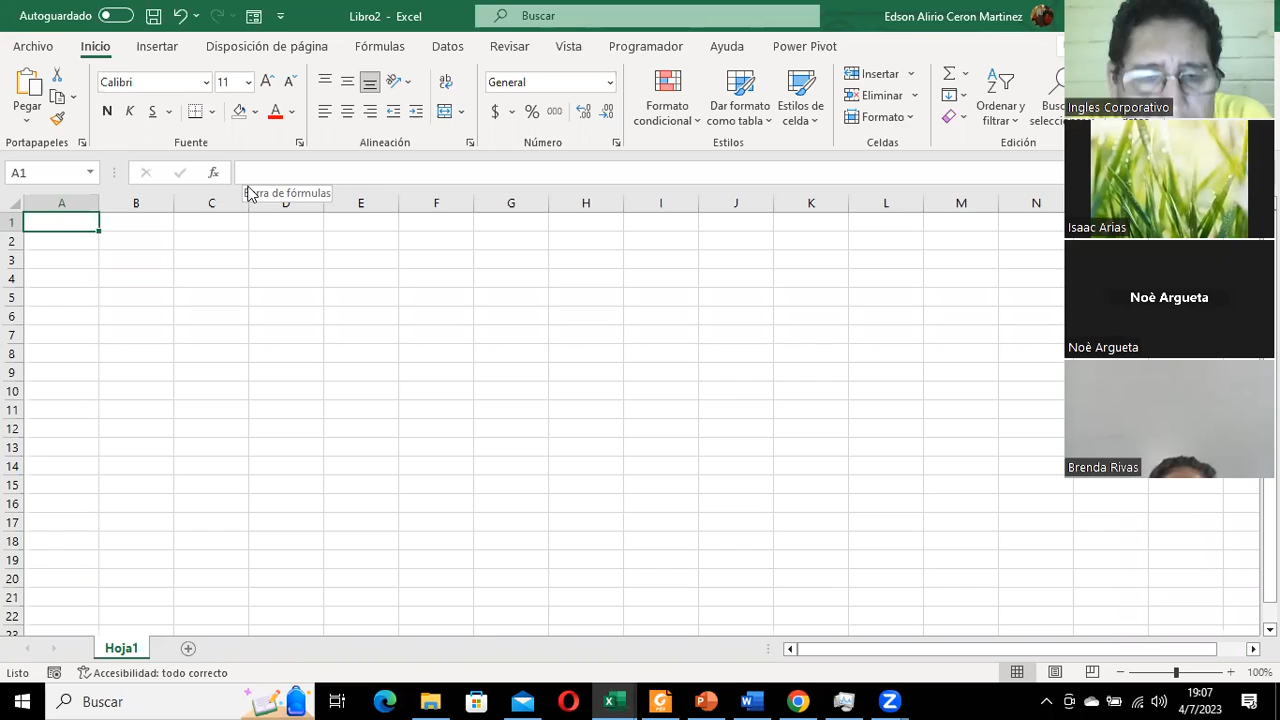 Autoguardado
Libro2 - Excel
Buscar
Edson Alirio Ceron Martinez
Archivo Inicio Insertar Disposición de página Fórmulas Datos Revisar Vista Programador Ayuda Power Pivot
Pegar
Calibri 11
N K S
General
$ % 000
Formato condicional
Dar formato como tabla
Estilos de celda
Insertar
Eliminar
Formato
Ordenar y filtrar
Portapapeles Fuente Alineación Número Estilos Celdas Edición
A1
fx
de fórmulas
A B C D E F G H I J K L M N
1
2
3
4
5
6
7
8
9
10
11
12
13
14
15
16
17
18
19
20
21
22
23
Ingles Corporativo
Isaac Arias
Noè Argueta
Noè Argueta
Brenda Rivas
Hoja1
Listo Accesibilidad: todo correcto 100%
Buscar
19:07
4/7/2023